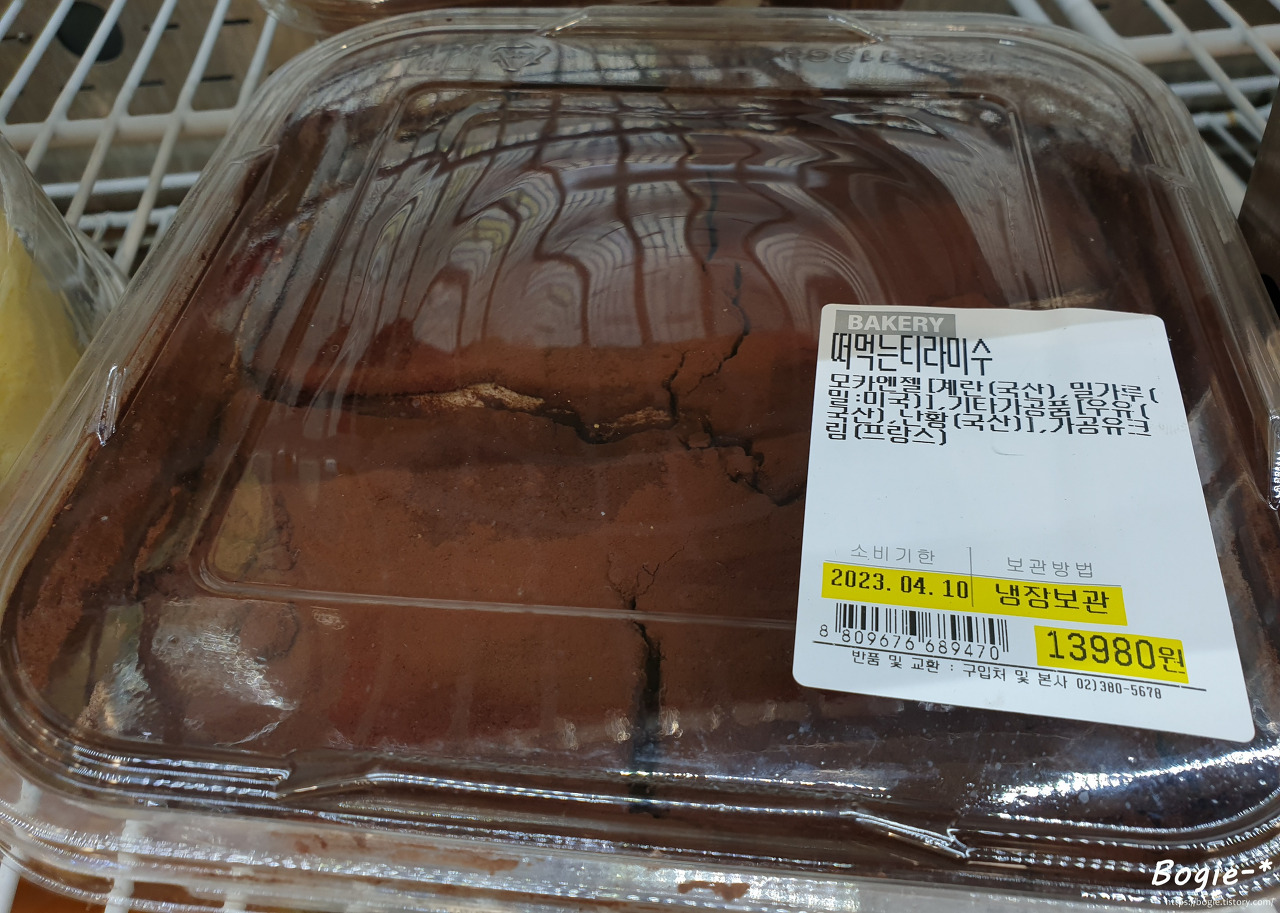 BAKERY
떠먹는티라미수
모카엔젤[계란(국산),밀가루(
밀:미국)],기타가공품[우유(
국산),난황(국산)],가공유크
림(프랑스)
소비기한 보관방법
2023.04.10 냉장보관
8 809676 689470
13980원
반품 및 교환 : 구입처 및 본사 02)380-5678
Bogie-*
https://bogie.tistory.com/